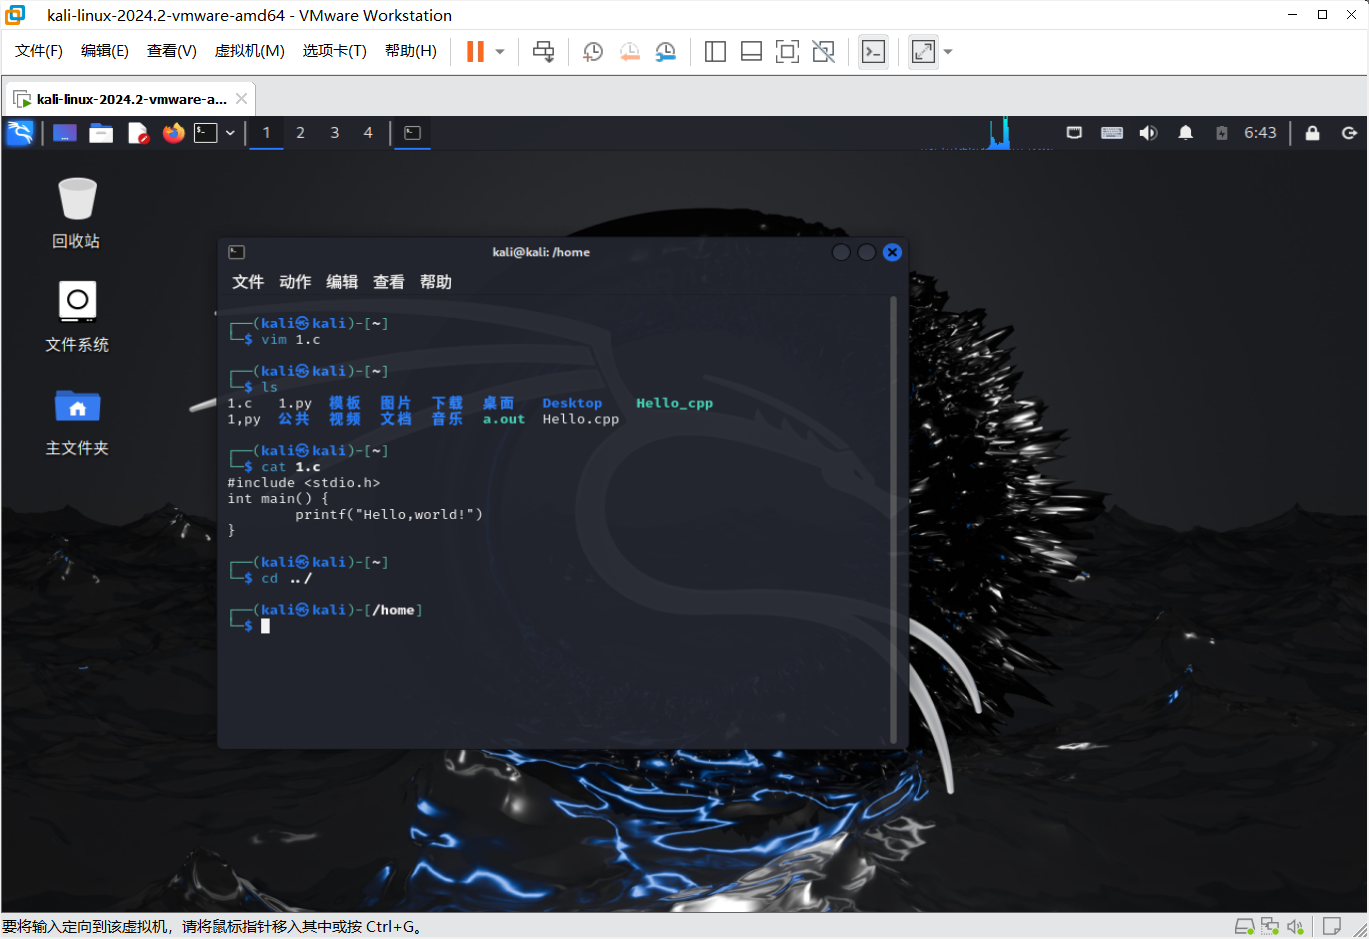 kali-linux-2024.2-vmware-amd64 - VMware Workstation
文件(F) 编辑(E) 查看(V) 虚拟机(M) 选项卡(T) 帮助(H)
kali-linux-2024.2-vmware-a...
1 2 3 4 6:43
回收站
文件系统
主文件夹
kali@kali: /home
文件 动作 编辑 查看 帮助
┌──(kali㉿kali)-[~]
└─$ vim 1.c
┌──(kali㉿kali)-[~]
└─$ ls
1.c 1.py 模板 图片 下载 桌面 Desktop Hello_cpp
1,py 公共 视频 文档 音乐 a.out Hello.cpp
┌──(kali㉿kali)-[~]
└─$ cat 1.c
#include <stdio.h>
int main() {
printf("Hello,world!")
}
┌──(kali㉿kali)-[~]
└─$ cd ../
┌──(kali㉿kali)-[/home]
└─$
要将输入定向到该虚拟机，请将鼠标指针移入其中或按 Ctrl+G。